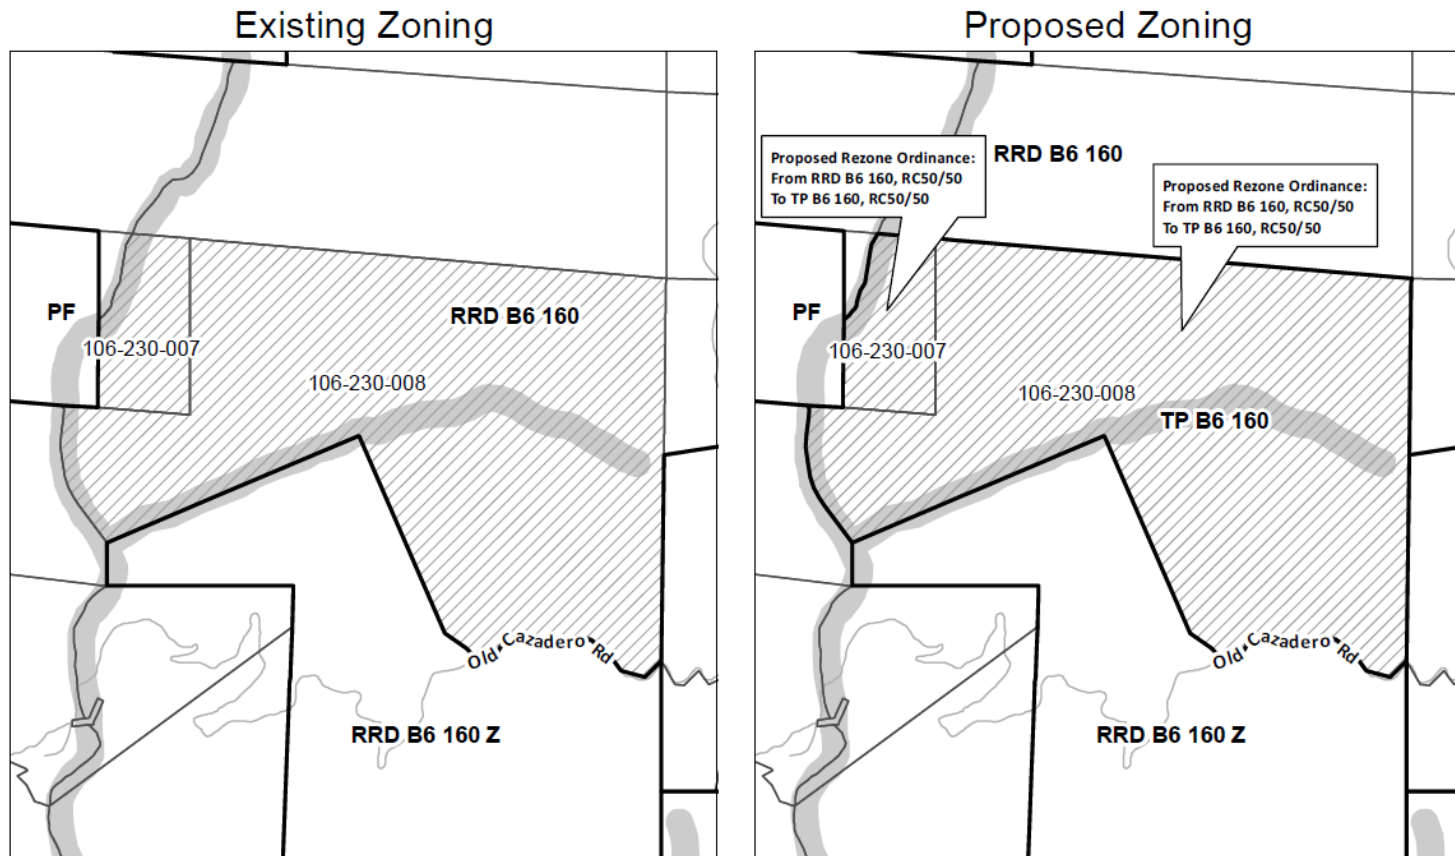 Existing Zoning
PF
RRD B6 160
106-230-007
106-230-008
Old Cazadero Rd
RRD B6 160 Z
Proposed Zoning
Proposed Rezone Ordinance:
From RRD B6 160, RC50/50
To TP B6 160, RC50/50
RRD B6 160
Proposed Rezone Ordinance:
From RRD B6 160, RC50/50
To TP B6 160, RC50/50
PF
106-230-007
106-230-008
TP B6 160
Old Cazadero Rd
RRD B6 160 Z